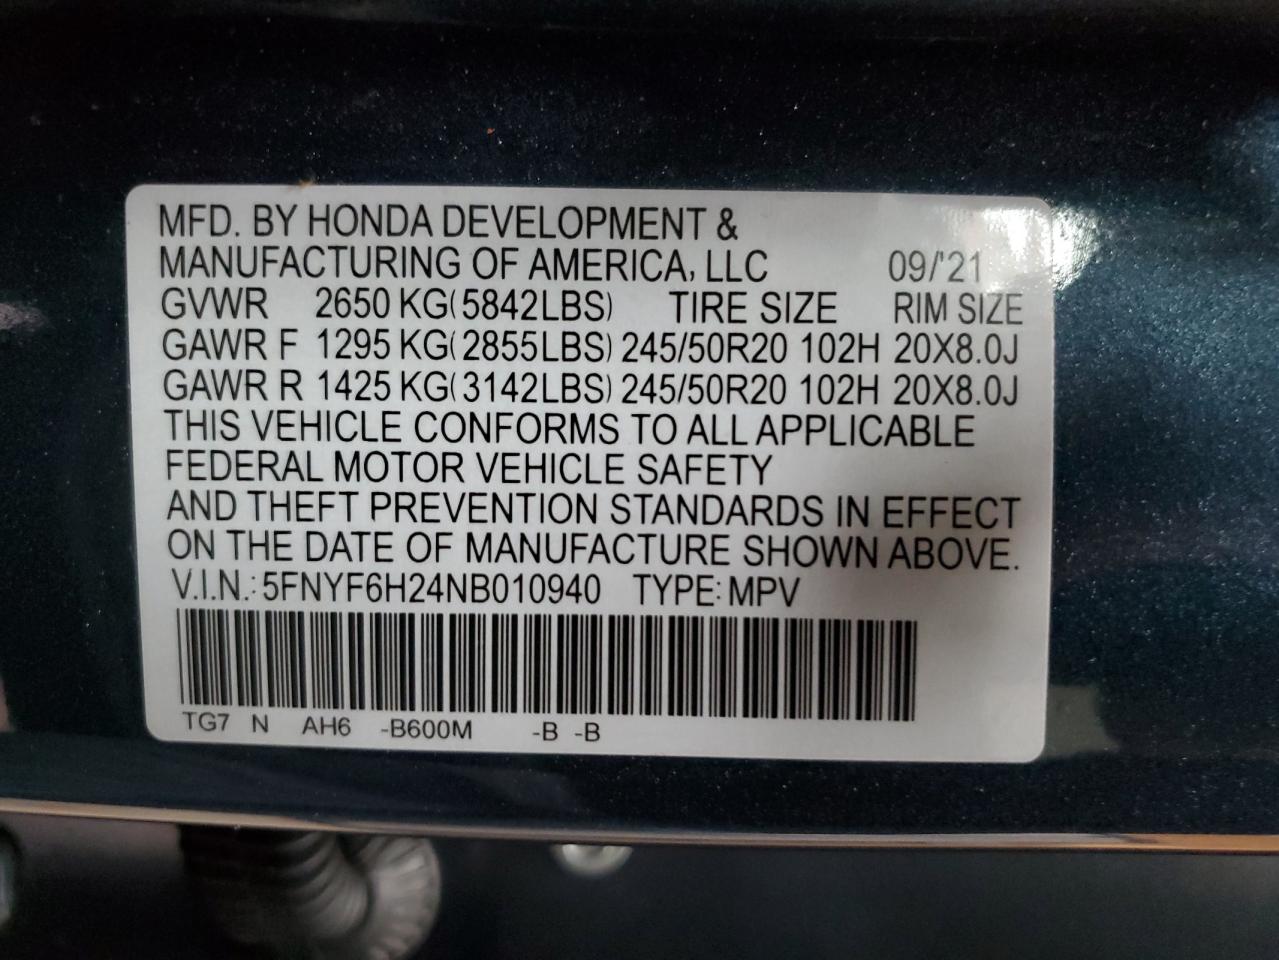 MFD. BY HONDA DEVELOPMENT &
MANUFACTURING OF AMERICA, LLC 09/'21
GVWR 2650 KG(5842LBS) TIRE SIZE RIM SIZE
GAWR F 1295 KG(2855LBS) 245/50R20 102H 20X8.0J
GAWR R 1425 KG(3142LBS) 245/50R20 102H 20X8.0J
THIS VEHICLE CONFORMS TO ALL APPLICABLE
FEDERAL MOTOR VEHICLE SAFETY
AND THEFT PREVENTION STANDARDS IN EFFECT
ON THE DATE OF MANUFACTURE SHOWN ABOVE.
V.I.N.: 5FNYF6H24NB010940 TYPE: MPV
TG7 N AH6 -B600M -B -B